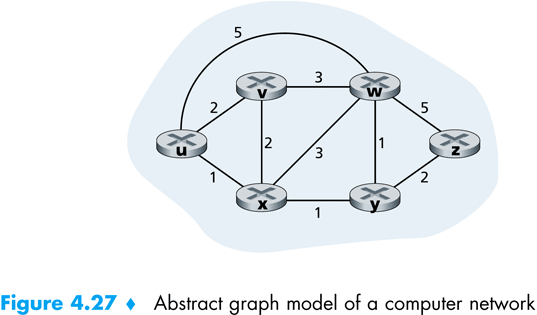 5
v
3
w
2
5
u
2
3
1
z
1
2
x
1
y
Figure 4.27 ♦ Abstract graph model of a computer network